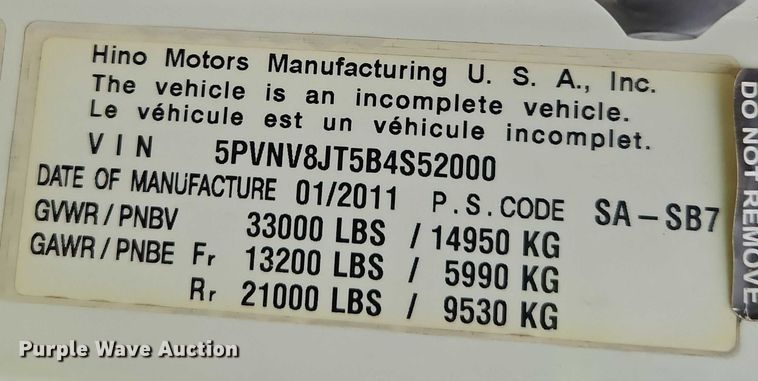 Hino Motors Manufacturing U. S. A., Inc.
The vehicle is an incomplete vehicle.
Le véhicule est un véhicule incomplet.
VIN 5PVNV8JT5B4S52000
DATE OF MANUFACTURE 01/2011 P.S.CODE SA-SB7
GVWR/PNBV 33000 LBS / 14950 KG
GAWR/PNBE Fr 13200 LBS / 5990 KG
Rr 21000 LBS / 9530 KG
DO NOT REMOVE
Purple Wave Auction